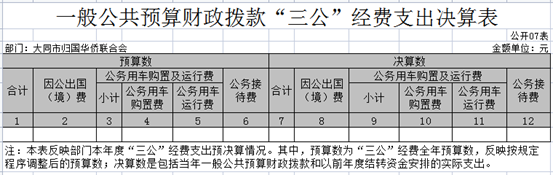 一般公共预算财政拨款“三公”经费支出决算表
公开07表
部门：大同市归国华侨联合会 金额单位：元
预算数 决算数
合计 因公出国（境）费 公务用车购置及运行费 公务接待费 合计 因公出国（境）费 公务用车购置及运行费 公务接待费
小计 公务用车购置费 公务用车运行费 小计 公务用车购置费 公务用车运行费
1 2 3 4 5 6 7 8 9 10 11 12
注：本表反映部门本年度“三公”经费支出预决算情况。其中，预算数为“三公”经费全年预算数，反映按规定
程序调整后的预算数；决算数是包括当年一般公共预算财政拨款和以前年度结转资金安排的实际支出。